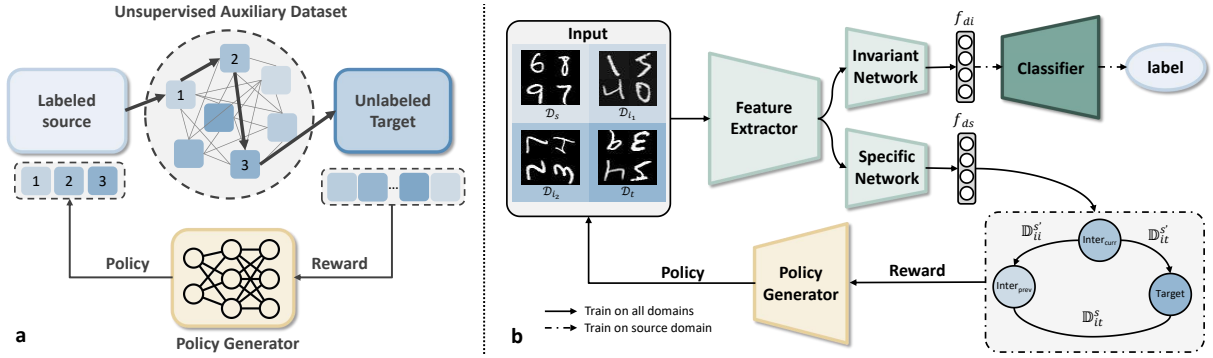 Unsupervised Auxiliary Dataset
Labeled
source
1
2
3
Unlabeled
Target
1 2 3
...
Policy
Reward
Policy Generator
a
Input
6 8
9 7
𝒟s
1 5
4 0
𝒟i1
𝒟i2
𝒟t
Feature
Extractor
Invariant
Network
fdi
Classifier
label
Specific
Network
fds
𝔻iis′
𝔻its′
Intercurr
Interprev
Target
𝔻its
Reward
Policy
Generator
Policy
Train on all domains
Train on source domain
b